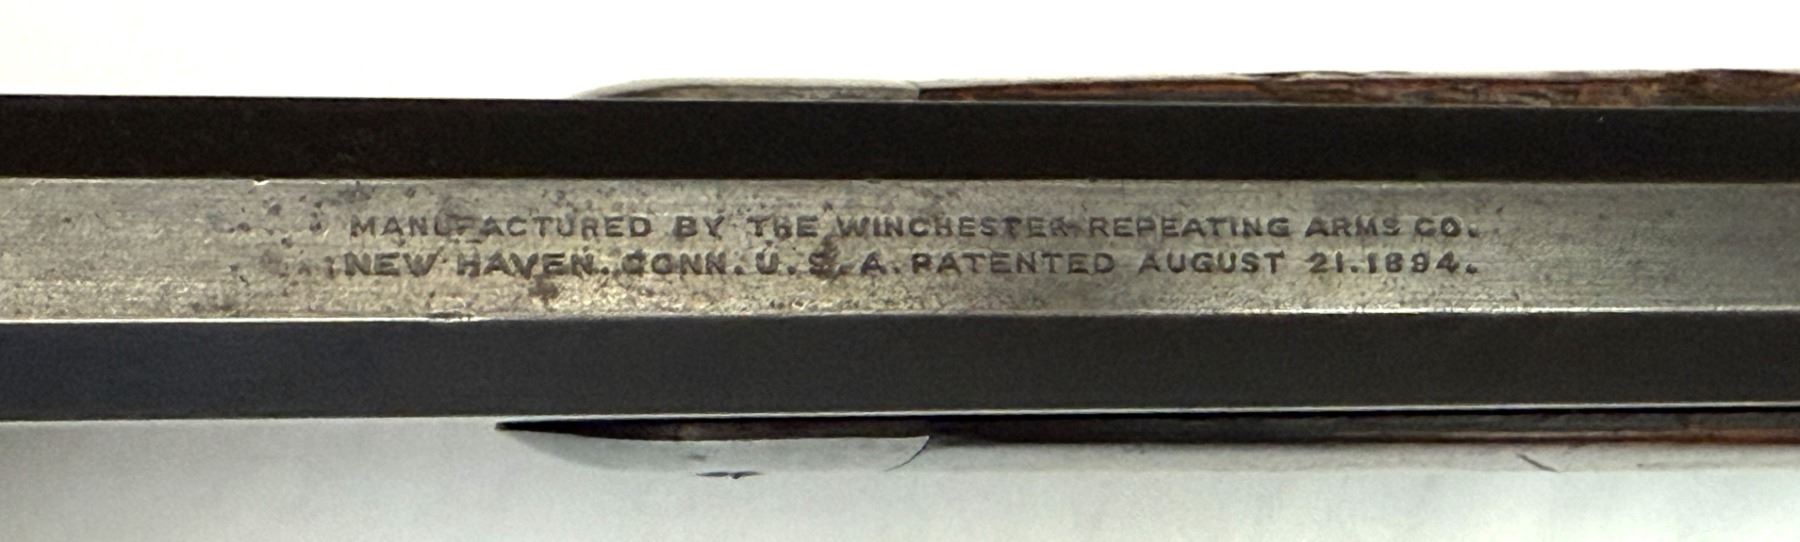 MANUFACTURED BY THE WINCHESTER REPEATING ARMS CO.
NEW HAVEN. CONN. U. S. A. PATENTED AUGUST 21. 1894.